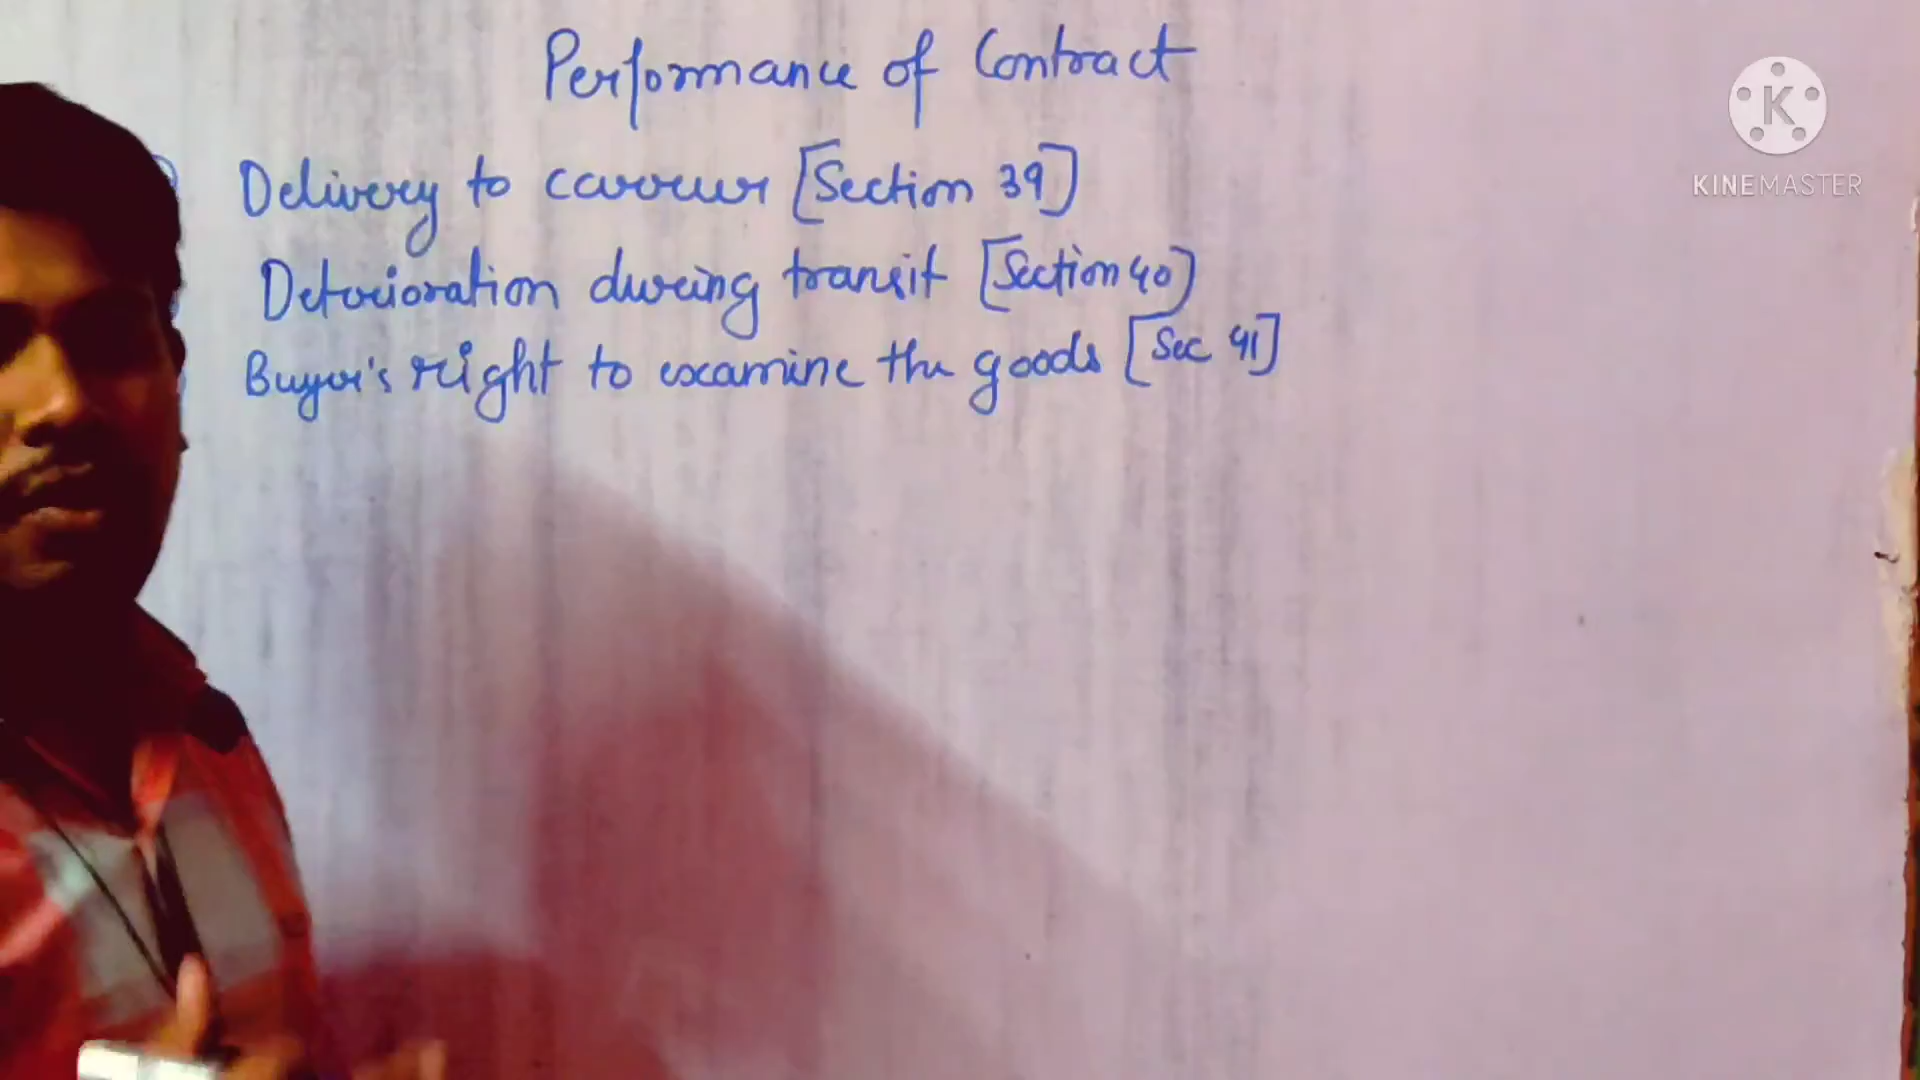 Performance of Contract
Delivery to carrier [Section 39]
Deterioration during transit [Section 40]
Buyer's right to examine the goods [Sec 41]
K
KINEMASTER